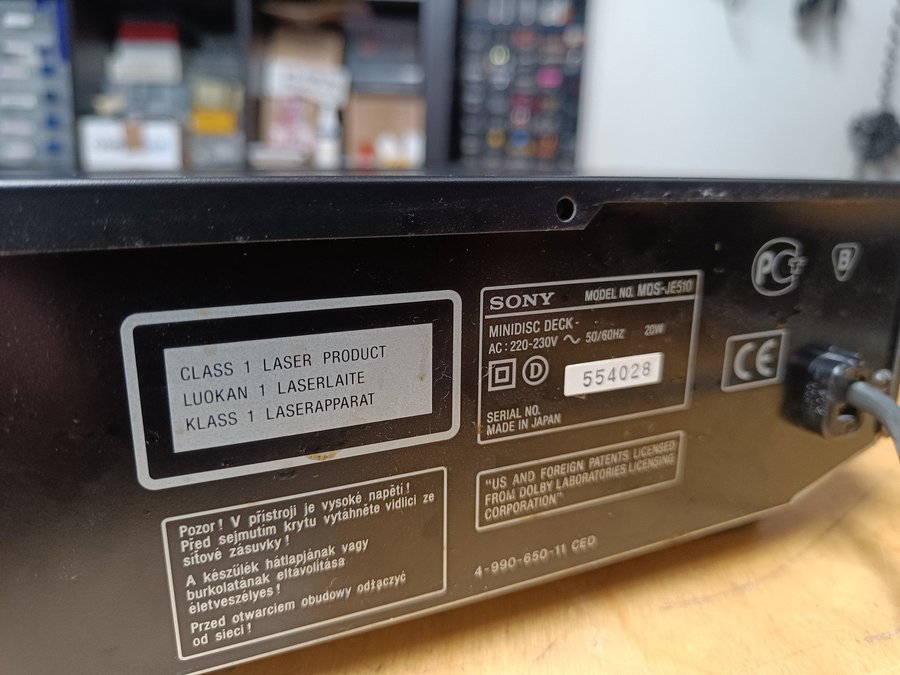 CLASS 1 LASER PRODUCT
LUOKAN 1 LASERLAITE
KLASS 1 LASERAPPARAT
SONY MODEL NO. MDS-JE510
MINIDISC DECK
AC : 220-230V ~ 50/60HZ 20W
D
554028
SERIAL NO.
MADE IN JAPAN
PC
B
CE
"US AND FOREIGN PATENTS LICENSED
FROM DOLBY LABORATORIES LICENSING
CORPORATION"
4-990-650-11 CED
Pozor! V přístroji je vysoké napětí!
Před sejmutím krytu vytáhněte vidlici ze
síťové zásuvky!
A készülék hátlapjának vagy
burkolatának eltávolítása
életveszélyes!
Przed otwarciem obudowy odłączyć
od sieci!